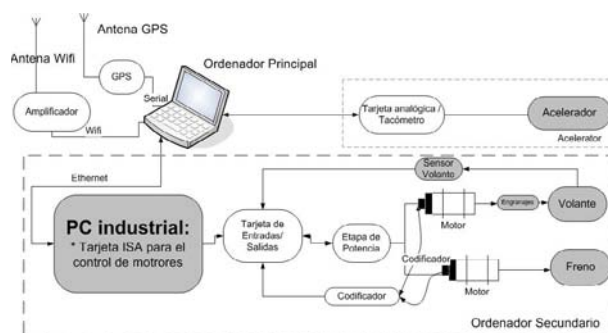 Antena GPS
Antena Wifi
GPS
Ordenador Principal
Serial
Amplificador
Wifi
Tarjeta analógica /
Tacómetro
Acelerador
Acelerator
Ethernet
Sensor
Volante
PC industrial:
* Tarjeta ISA para el
control de motrores
Tarjeta de
Entradas/
Salidas
Etapa de
Potencia
Motor
Engranajes
Volante
Codificador
Codificador
Motor
Freno
Ordenador Secundario